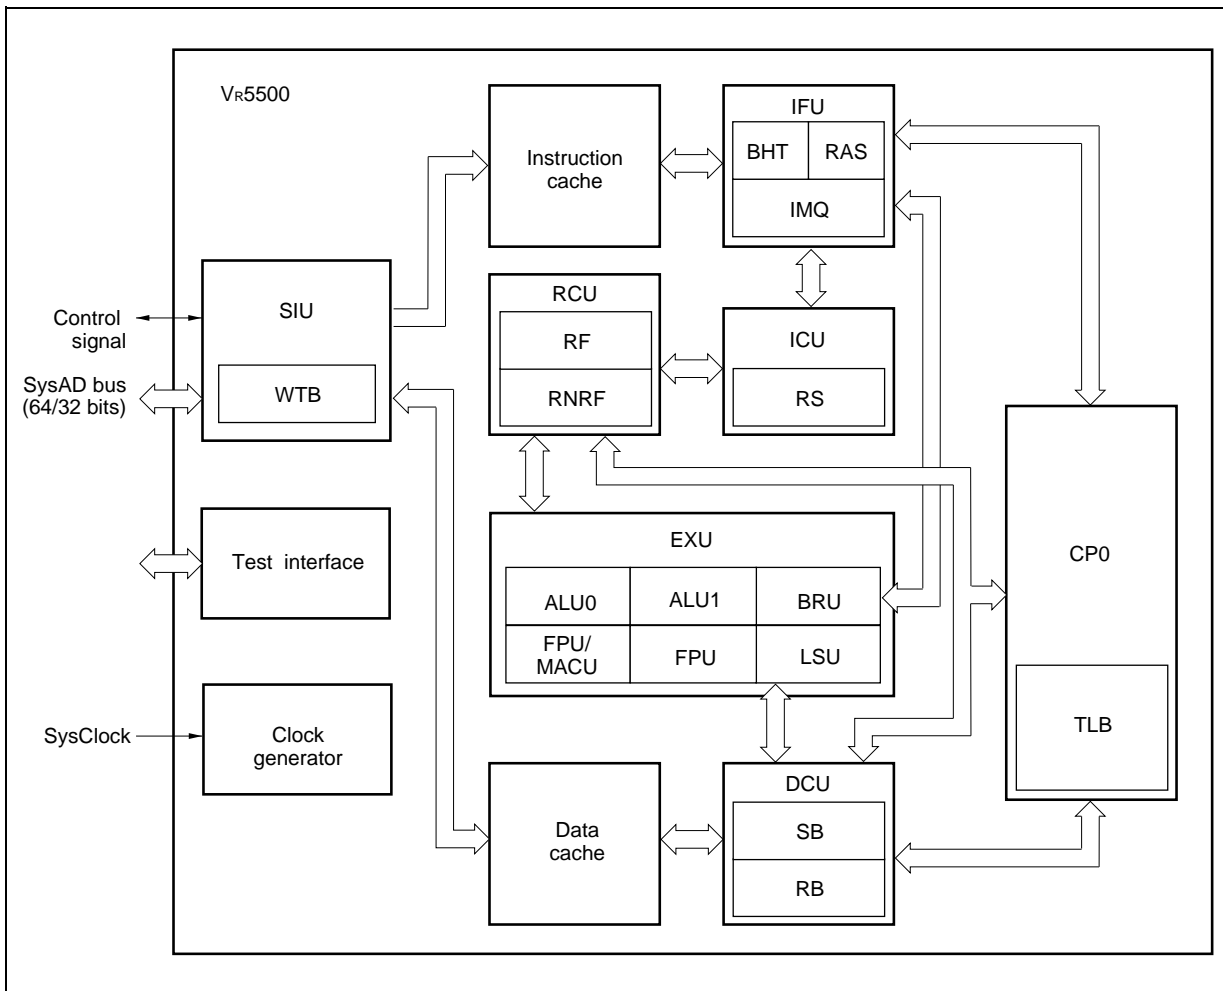 VR5500
Instruction
cache
IFU
BHT
RAS
IMQ
SIU
WTB
Control
signal
SysAD bus
(64/32 bits)
RCU
RF
RNRF
ICU
RS
Test interface
EXU
ALU0
ALU1
BRU
FPU/
MACU
FPU
LSU
CP0
TLB
SysClock
Clock
generator
Data
cache
DCU
SB
RB